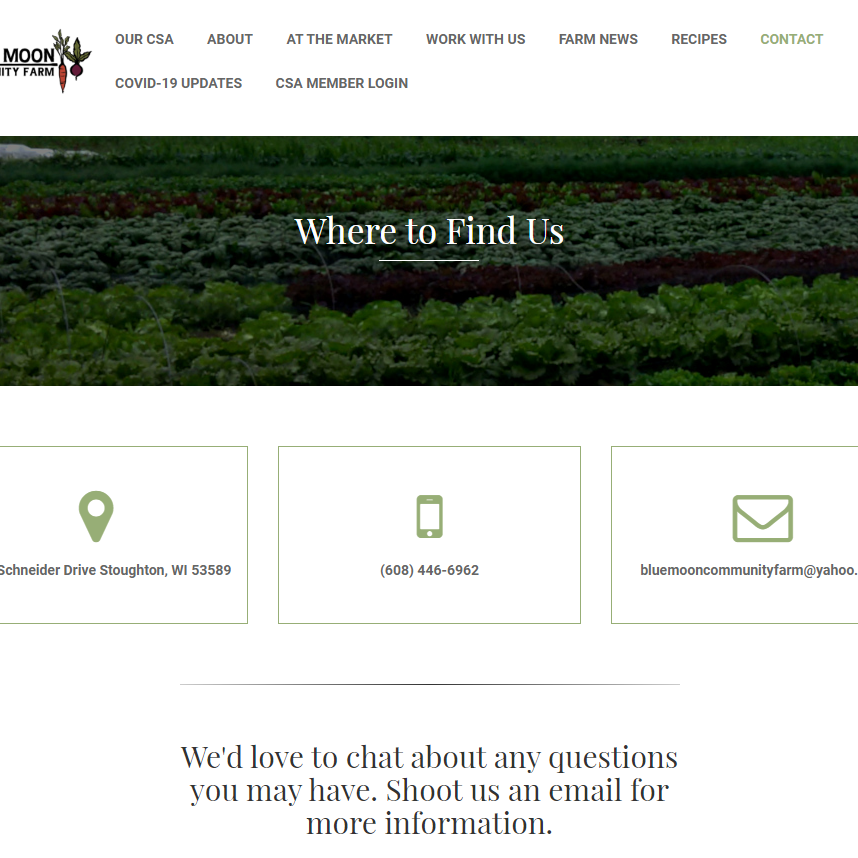 MOON
ITY FARM
OUR CSA ABOUT AT THE MARKET WORK WITH US FARM NEWS RECIPES CONTACT
COVID-19 UPDATES CSA MEMBER LOGIN
Where to Find Us
Schneider Drive Stoughton, WI 53589
(608) 446-6962
bluemooncommunityfarm@yahoo.
We'd love to chat about any questions
you may have. Shoot us an email for
more information.